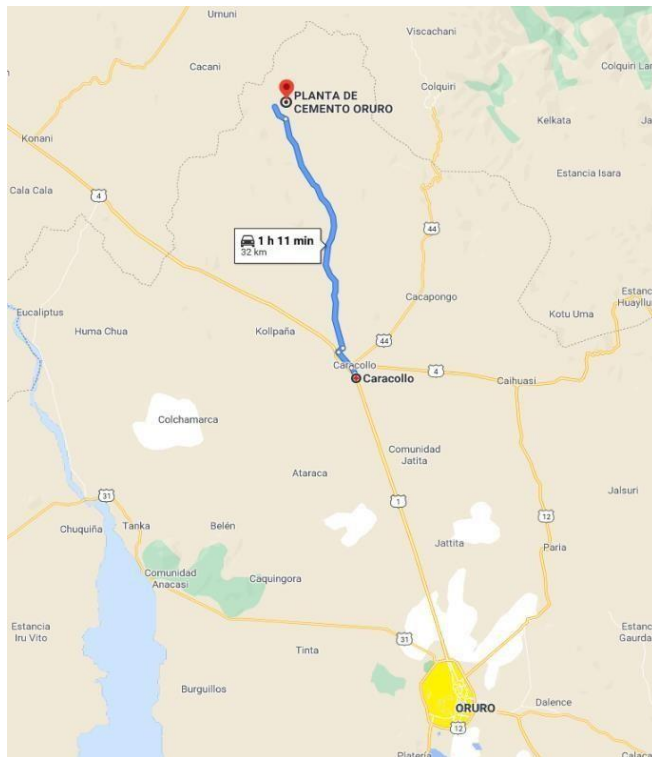 Urnuni
Viscachani
Cacani
Colquiri Lar
PLANTA DE
CEMENTO ORURO
Colquiri
Kelkata
Ja
Konani
Estancia Isara
Cala Cala
4
44
1 h 11 min
32 km
Cacapongo
Estanc
Huayllu
Kotu Uma
Eucaliptus
Huma Chua
Kollpaña
44
Caracollo
4
Caracollo
Caihuasi
Colchamarca
Comunidad
Jatita
Ataraca
Jalsuri
31
1
12
Chuquiña
Tanka
Belén
Jattita
Paria
Comunidad
Anacasi
Caquingora
Estancia
Iru Vito
Estanc
Gaurda
31
Tinta
Burguillos
ORURO
Dalence
12
Platería
Calaca